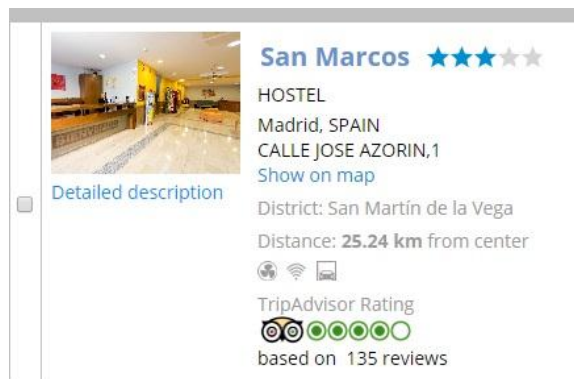 San Marcos
HOSTEL
Madrid, SPAIN
CALLE JOSE AZORIN,1
Show on map
Detailed description
District: San Martín de la Vega
Distance: 25.24 km from center
TripAdvisor Rating
based on 135 reviews